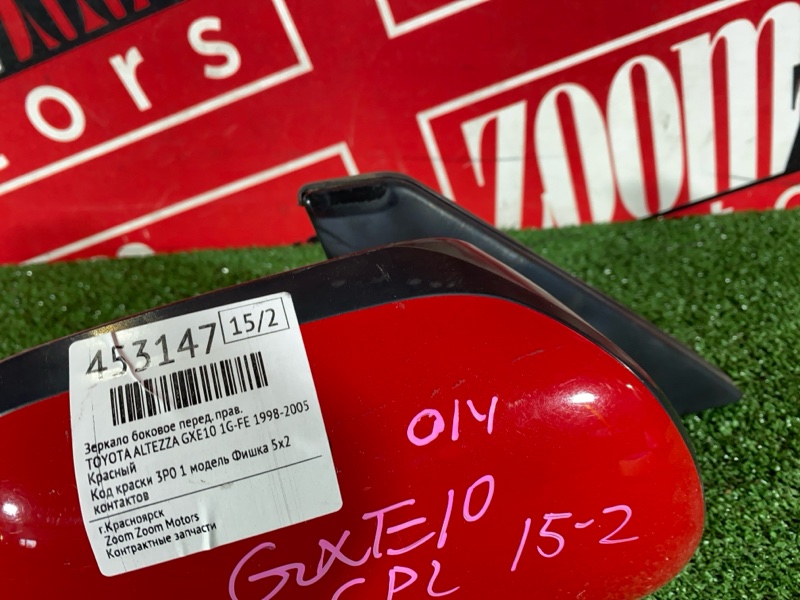 ors
ZOOM
453147 15/2
Зеркало боковое перед. прав.
TOYOTA ALTEZZA GXE10 1G-FE 1998-2005
Красный
Код краски 3P0 1 модель Фишка 5x2
контактов
г.Красноярск
Zoom Zoom Motors
Контрактные запчасти
014
GXE10 15-2